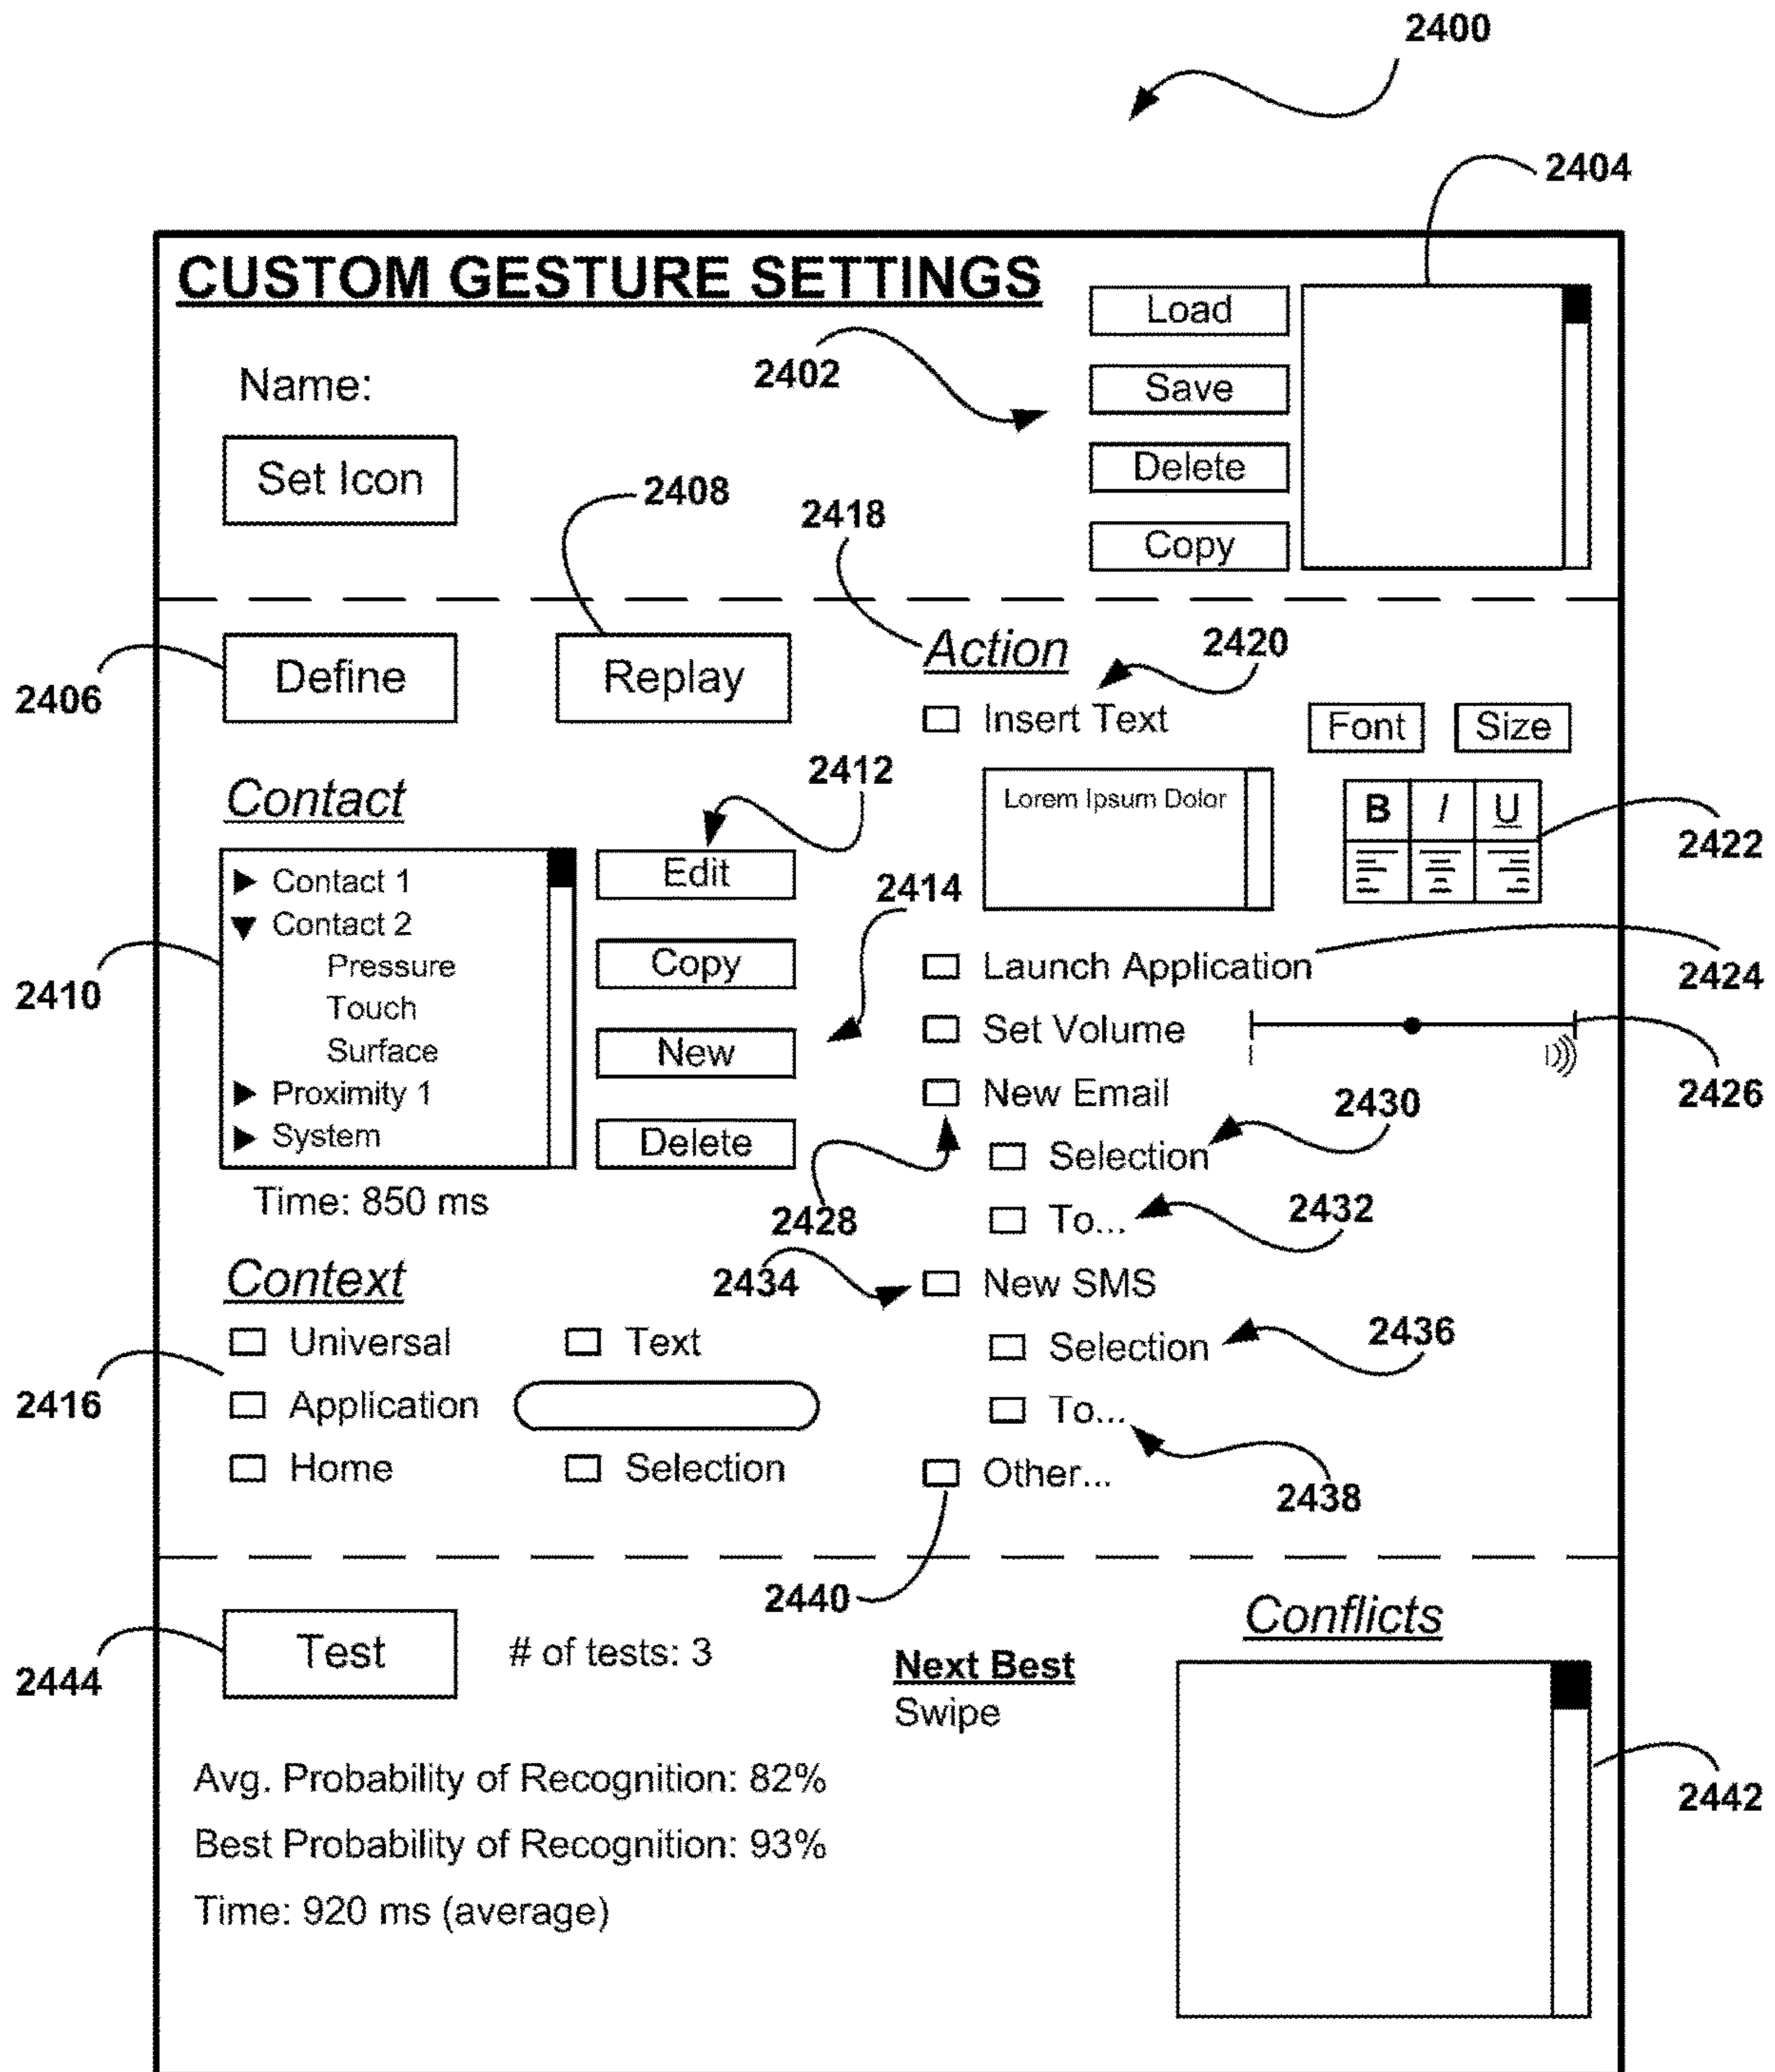 2400
2404
CUSTOM GESTURE SETTINGS
Load
2402
Save
Name:
Delete
Set Icon
2408
2418
Copy
2406
Define
Replay
Action
2420
Insert Text
Font
Size
Lorem Ipsum Dolor
B I U
2422
Contact
2412
Contact 1
Contact 2
Pressure
Touch
Surface
Proximity 1
System
2410
Edit
2414
Copy
New
Delete
Time: 850 ms
Launch Application
2424
Set Volume
2426
New Email
2430
Selection
2428
2432
To...
2434
New SMS
2436
Selection
To...
2438
Other...
Context
Universal
Text
2416
Application
Home
Selection
2440
2444
Test
# of tests: 3
Next Best
Swipe
Conflicts
2442
Avg. Probability of Recognition: 82%
Best Probability of Recognition: 93%
Time: 920 ms (average)